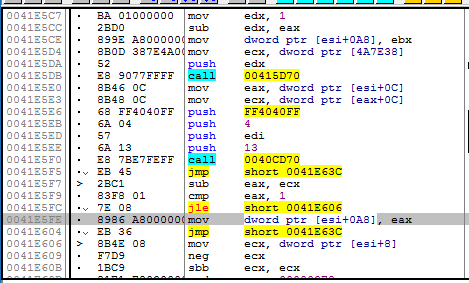 0041E5C7 · BA 01000000 mov edx, 1
0041E5CC · 2BD0 sub edx, eax
0041E5CE · 899E A8000000 mov dword ptr [esi+0A8], ebx
0041E5D4 · 8B0D 387E4A00 mov ecx, dword ptr [4A7E38]
0041E5DA · 52 push edx
0041E5DB · E8 9077FFFF call 00415D70
0041E5E0 · 8B46 0C mov eax, dword ptr [esi+0C]
0041E5E3 · 8B48 0C mov ecx, dword ptr [eax+0C]
0041E5E6 · 68 FF4040FF push FF4040FF
0041E5EB · 6A 04 push 4
0041E5ED · 57 push edi
0041E5EE · 6A 13 push 13
0041E5F0 · E8 7BE7FEFF call 0040CD70
0041E5F5 · EB 45 jmp short 0041E63C
0041E5F7 > · 2BC1 sub eax, ecx
0041E5F9 · 83F8 01 cmp eax, 1
0041E5FC · 7E 08 jle short 0041E606
0041E5FE · 8986 A8000000 mov dword ptr [esi+0A8], eax
0041E604 · EB 36 jmp short 0041E63C
0041E606 > · 8B4E 08 mov ecx, dword ptr [esi+8]
0041E609 · F7D9 neg ecx
0041E60B · 1BC9 sbb ecx, ecx